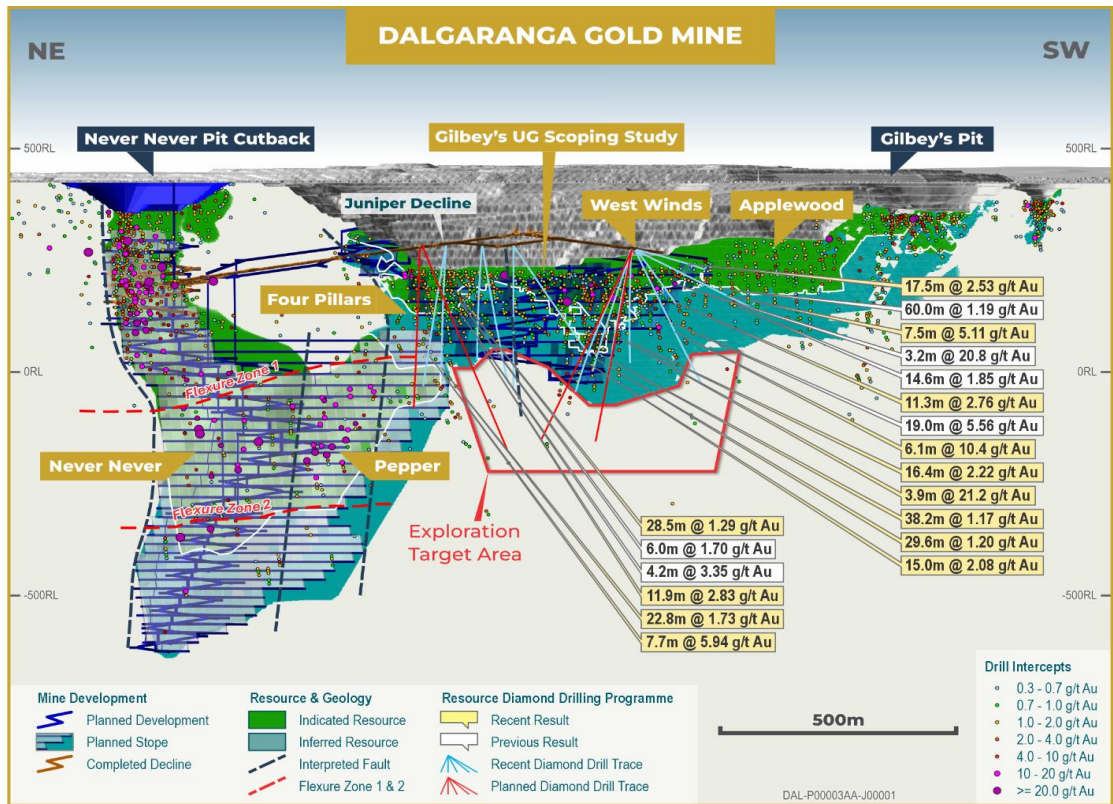 DALGARANGA GOLD MINE
NE
SW
Never Never Pit Cutback
Gilbey's UG Scoping Study
Gilbey's Pit
500RL
500RL
Juniper Decline
West Winds
Applewood
Four Pillars
17.5m @ 2.53 g/t Au
60.0m @ 1.19 g/t Au
7.5m @ 5.11 g/t Au
3.2m @ 20.8 g/t Au
14.6m @ 1.85 g/t Au
11.3m @ 2.76 g/t Au
19.0m @ 5.56 g/t Au
6.1m @ 10.4 g/t Au
16.4m @ 2.22 g/t Au
3.9m @ 21.2 g/t Au
38.2m @ 1.17 g/t Au
29.6m @ 1.20 g/t Au
15.0m @ 2.08 g/t Au
0RL
0RL
Flexure Zone 1
Never Never
Pepper
Flexure Zone 2
Exploration
Target Area
28.5m @ 1.29 g/t Au
6.0m @ 1.70 g/t Au
4.2m @ 3.35 g/t Au
11.9m @ 2.83 g/t Au
22.8m @ 1.73 g/t Au
7.7m @ 5.94 g/t Au
-500RL
-500RL
Mine Development
Planned Development
Planned Stope
Completed Decline
Resource & Geology
Indicated Resource
Inferred Resource
Interpreted Fault
Flexure Zone 1 & 2
Resource Diamond Drilling Programme
Recent Result
Previous Result
Recent Diamond Drill Trace
Planned Diamond Drill Trace
500m
DAL-P00003AA-J00001
Drill Intercepts
0.3 - 0.7 g/t Au
0.7 - 1.0 g/t Au
1.0 - 2.0 g/t Au
2.0 - 4.0 g/t Au
4.0 - 10 g/t Au
10 - 20 g/t Au
>= 20.0 g/t Au